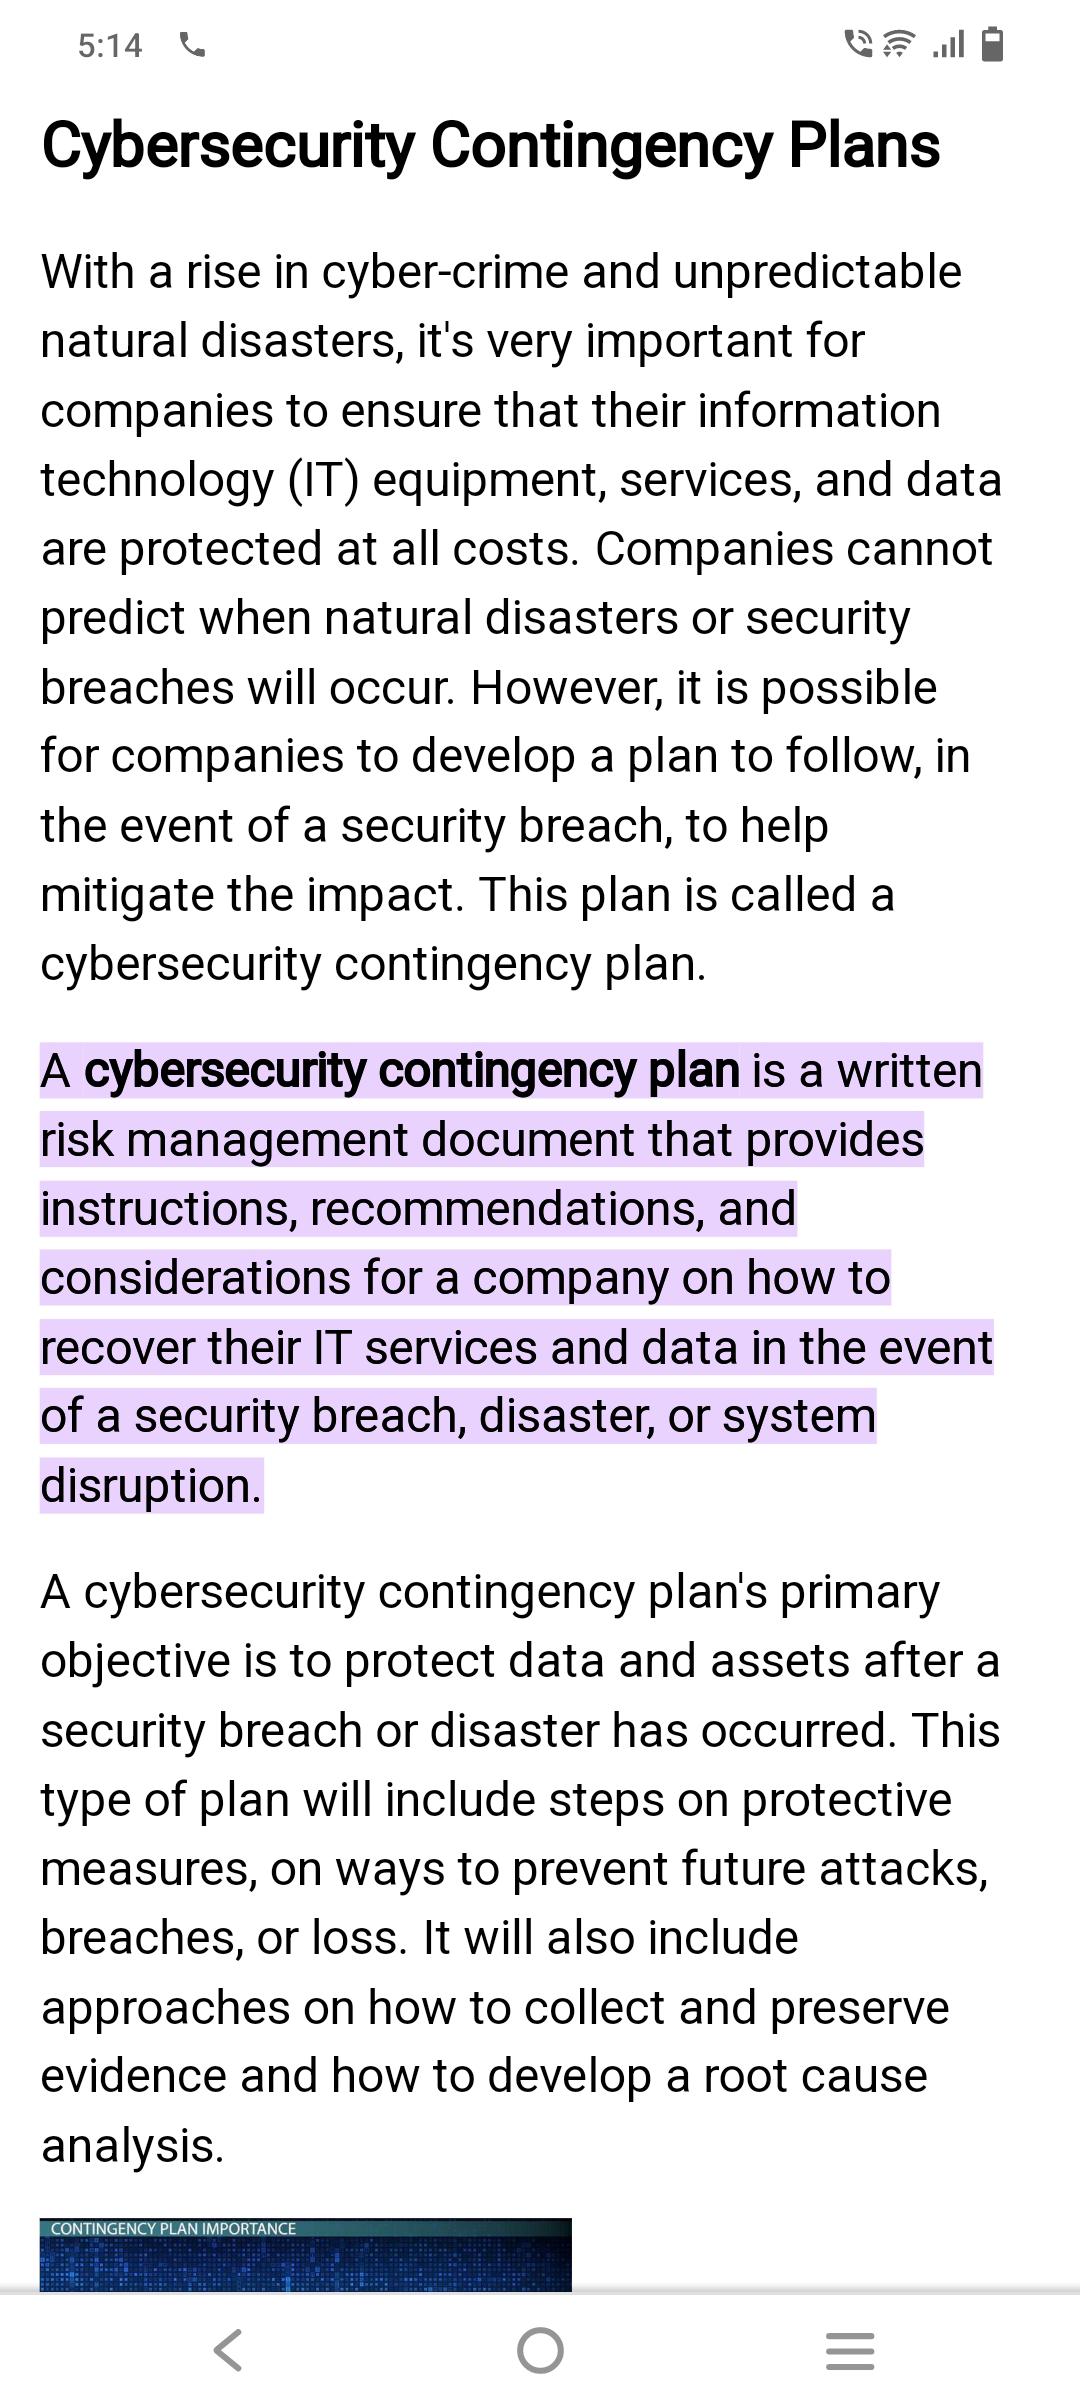 5:14
Cybersecurity Contingency Plans
With a rise in cyber-crime and unpredictable
natural disasters, it's very important for
companies to ensure that their information
technology (IT) equipment, services, and data
are protected at all costs. Companies cannot
predict when natural disasters or security
breaches will occur. However, it is possible
for companies to develop a plan to follow, in
the event of a security breach, to help
mitigate the impact. This plan is called a
cybersecurity contingency plan.
A cybersecurity contingency plan is a written
risk management document that provides
instructions, recommendations, and
considerations for a company on how to
recover their IT services and data in the event
of a security breach, disaster, or system
disruption.
A cybersecurity contingency plan's primary
objective is to protect data and assets after a
security breach or disaster has occurred. This
type of plan will include steps on protective
measures, on ways to prevent future attacks,
breaches, or loss. It will also include
approaches on how to collect and preserve
evidence and how to develop a root cause
analysis.
CONTINGENCY PLAN IMPORTANCE